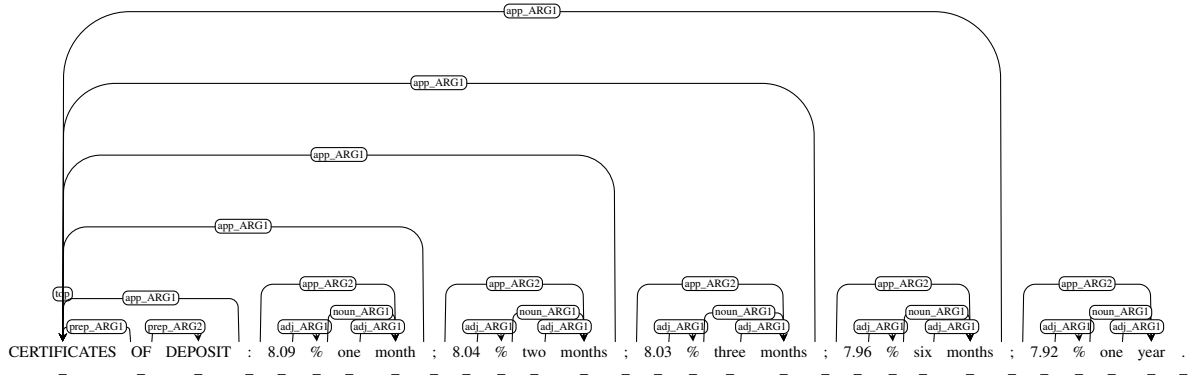 app_ARG1
app_ARG1
app_ARG1
app_ARG1
top app_ARG1 app_ARG2 app_ARG2 app_ARG2 app_ARG2 app_ARG2
noun_ARG1 noun_ARG1 noun_ARG1 noun_ARG1 noun_ARG1
prep_ARG1 prep_ARG2 adj_ARG1 adj_ARG1 adj_ARG1 adj_ARG1 adj_ARG1 adj_ARG1 adj_ARG1 adj_ARG1 adj_ARG1 adj_ARG1
CERTIFICATES OF DEPOSIT : 8.09 % one month ; 8.04 % two months ; 8.03 % three months ; 7.96 % six months ; 7.92 % one year .
_ _ _ _ _ _ _ _ _ _ _ _ _ _ _ _ _ _ _ _ _ _ _ _ _ _ _ _ _